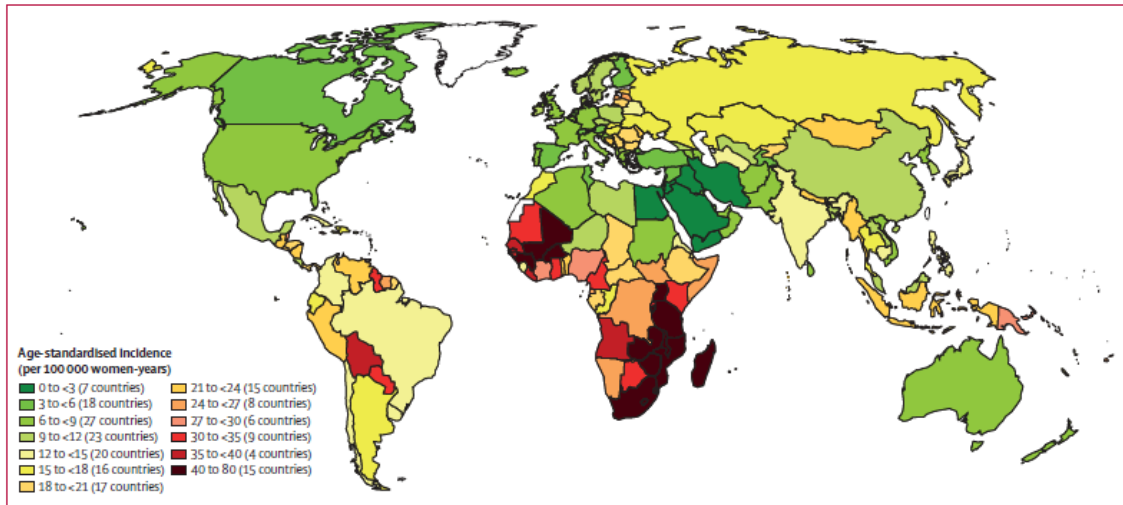 Age-standardised incidence
(per 100 000 women-years)
0 to <3 (7 countries)
3 to <6 (18 countries)
6 to <9 (27 countries)
9 to <12 (23 countries)
12 to <15 (20 countries)
15 to <18 (16 countries)
18 to <21 (17 countries)
21 to <24 (15 countries)
24 to <27 (8 countries)
27 to <30 (6 countries)
30 to <35 (9 countries)
35 to <40 (4 countries)
40 to 80 (15 countries)